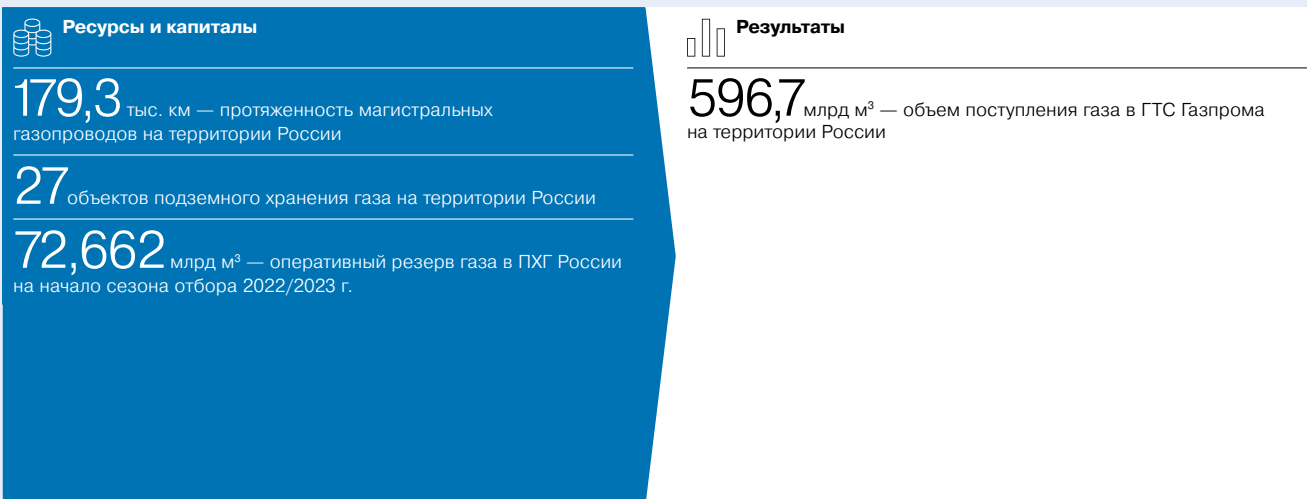 Ресурсы и капиталы
179,3 тыс. км — протяженность магистральных
газопроводов на территории России
27 объектов подземного хранения газа на территории России
72,662 млрд м³ — оперативный резерв газа в ПХГ России
на начало сезона отбора 2022/2023 г.
Результаты
596,7 млрд м³ — объем поступления газа в ГТС Газпрома
на территории России